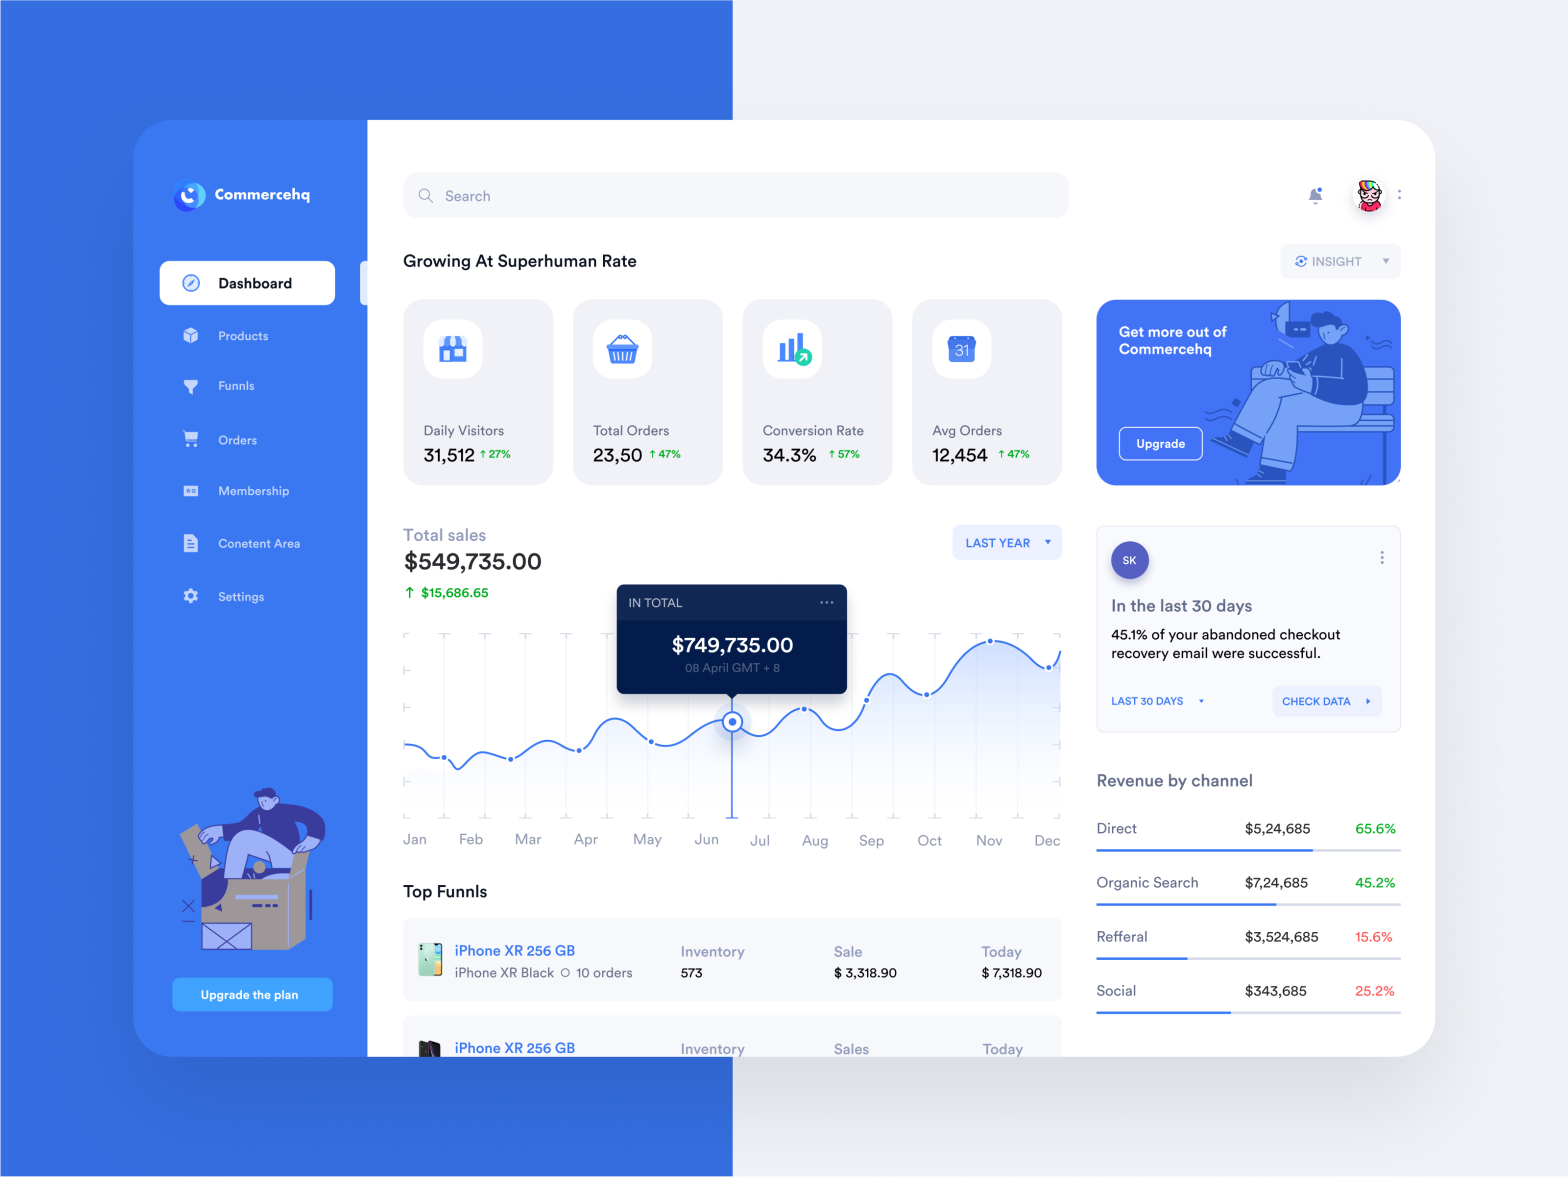 Commercehq
Dashboard
Products
Funnls
Orders
Membership
Conetent Area
Settings
Upgrade the plan
Search
Growing At Superhuman Rate
INSIGHT
Daily Visitors
31,512 ↑ 27%
Total Orders
23,50 ↑ 47%
Conversion Rate
34.3% ↑ 57%
31
Avg Orders
12,454 ↑ 47%
Get more out of
Commercehq
Upgrade
Total sales
$549,735.00
↑ $15,686.65
LAST YEAR
IN TOTAL
$749,735.00
08 April GMT + 8
Jan Feb Mar Apr May Jun Jul Aug Sep Oct Nov Dec
SK
In the last 30 days
45.1% of your abandoned checkout
recovery email were successful.
LAST 30 DAYS
CHECK DATA
Revenue by channel
Direct $5,24,685 65.6%
Organic Search $7,24,685 45.2%
Refferal $3,524,685 15.6%
Social $343,685 25.2%
Top Funnls
iPhone XR 256 GB Inventory Sale Today
iPhone XR Black 10 orders 573 $ 3,318.90 $ 7,318.90
iPhone XR 256 GB Inventory Sales Today